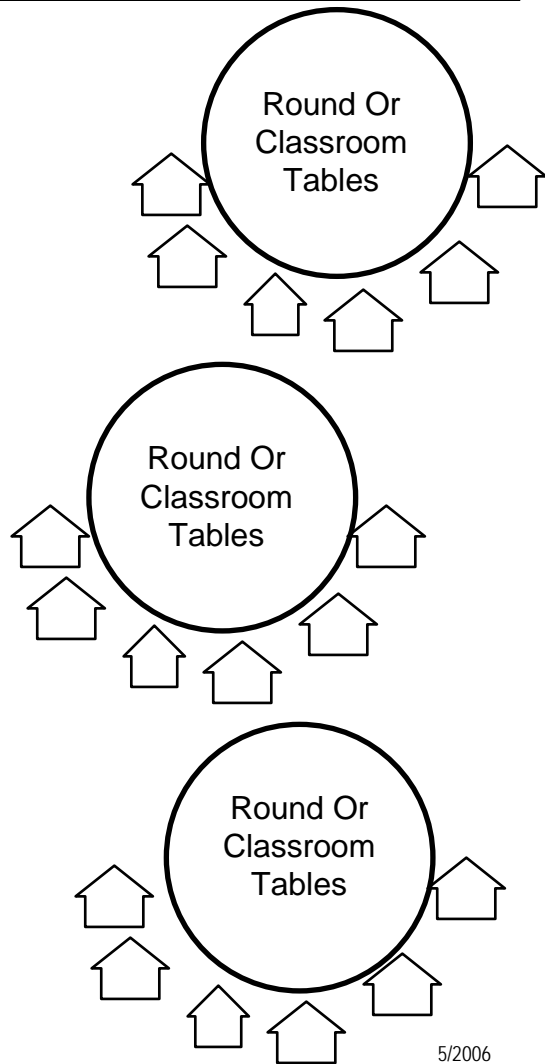 Round Or
Classroom
Tables
Round Or
Classroom
Tables
Round Or
Classroom
Tables
5/2006